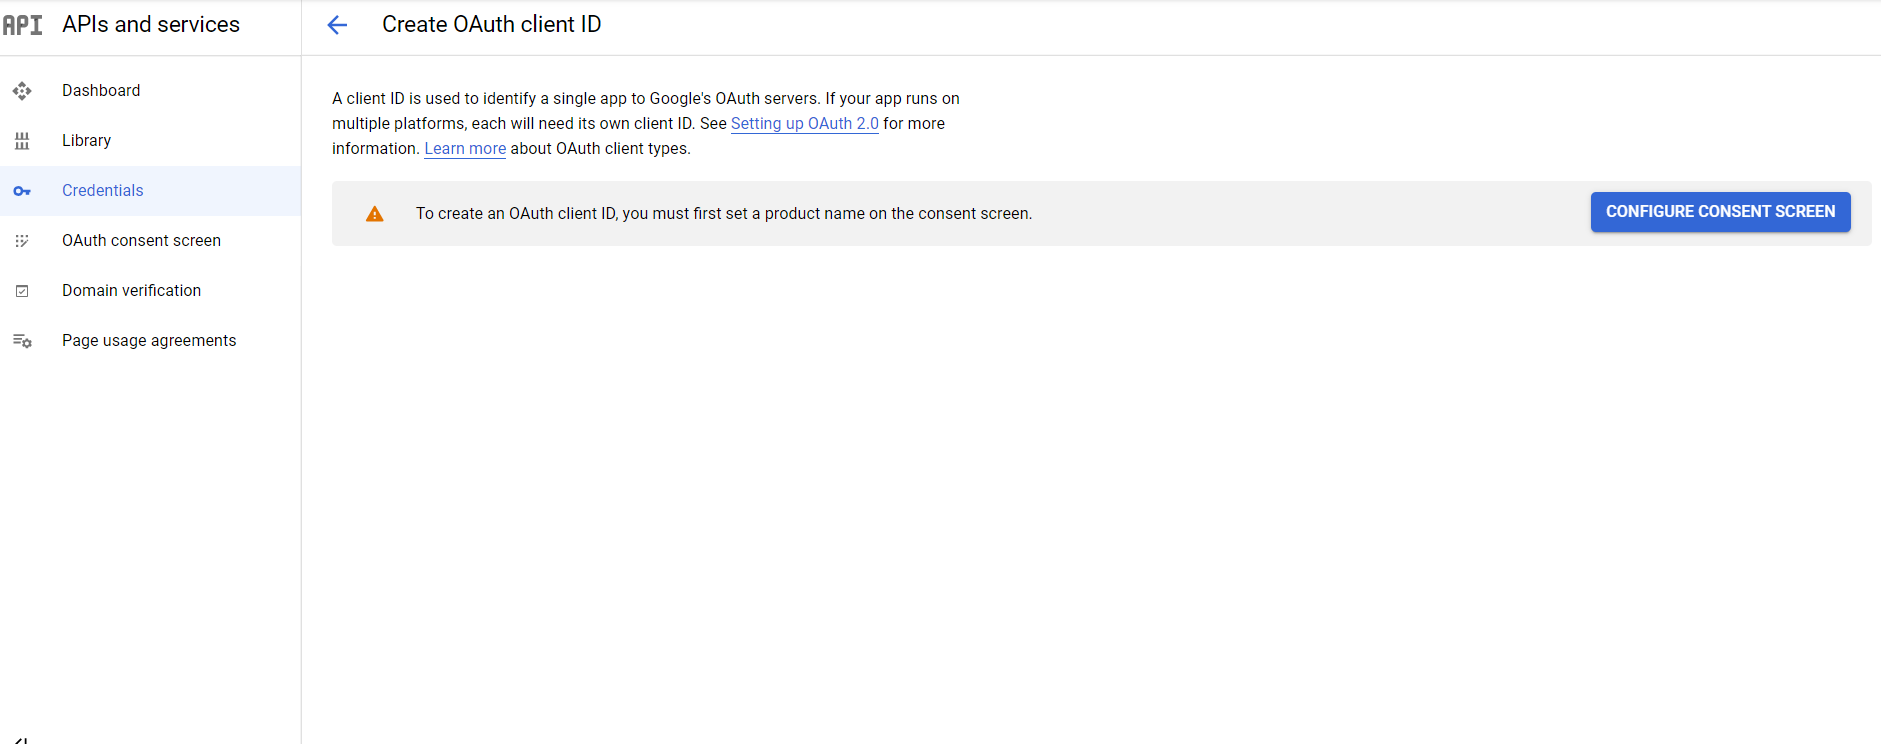 API APIs and services
Create OAuth client ID
Dashboard
Library
Credentials
OAuth consent screen
Domain verification
Page usage agreements
A client ID is used to identify a single app to Google's OAuth servers. If your app runs on
multiple platforms, each will need its own client ID. See Setting up OAuth 2.0 for more
information. Learn more about OAuth client types.
To create an OAuth client ID, you must first set a product name on the consent screen.
CONFIGURE CONSENT SCREEN